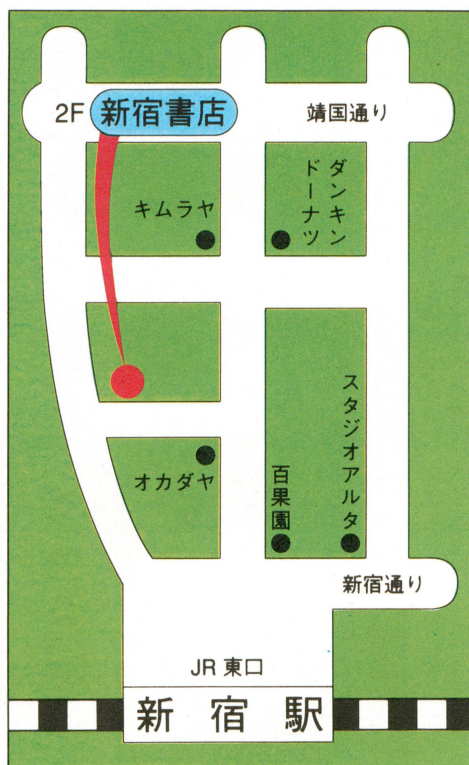 2F 新宿書店
靖国通り
キムラヤ
ダンキン
ドーナツ
オカダヤ
百果園
スタジオアルタ
新宿通り
JR 東口
新宿駅